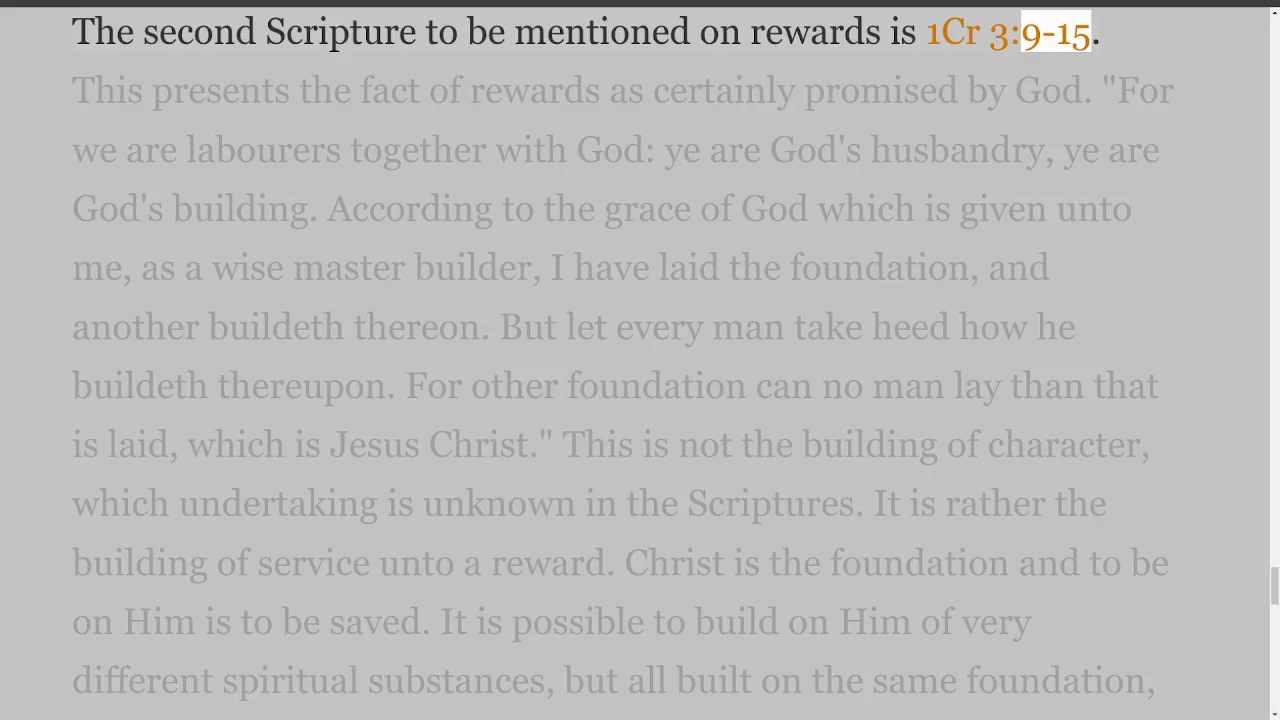 The second Scripture to be mentioned on rewards is 1Cr 3:9-15.
This presents the fact of rewards as certainly promised by God. "For
we are labourers together with God: ye are God's husbandry, ye are
God's building. According to the grace of God which is given unto
me, as a wise master builder, I have laid the foundation, and
another buildeth thereon. But let every man take heed how he
buildeth thereupon. For other foundation can no man lay than that
is laid, which is Jesus Christ." This is not the building of character,
which undertaking is unknown in the Scriptures. It is rather the
building of service unto a reward. Christ is the foundation and to be
on Him is to be saved. It is possible to build on Him of very
different spiritual substances, but all built on the same foundation,